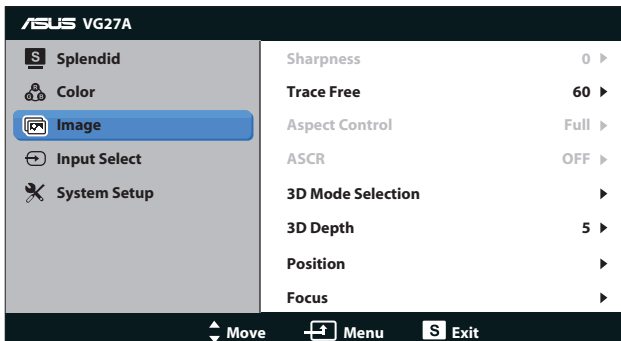 ASUS VG27A
S Splendid
Color
Image
Input Select
System Setup
Sharpness 0
Trace Free 60
Aspect Control Full
ASCR OFF
3D Mode Selection
3D Depth 5
Position
Focus
Move Menu S Exit